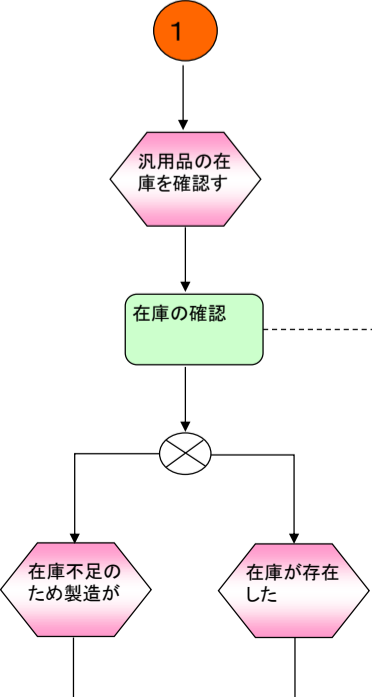 1
汎用品の在
庫を確認す
在庫の確認
在庫不足の
ため製造が
在庫が存在
した